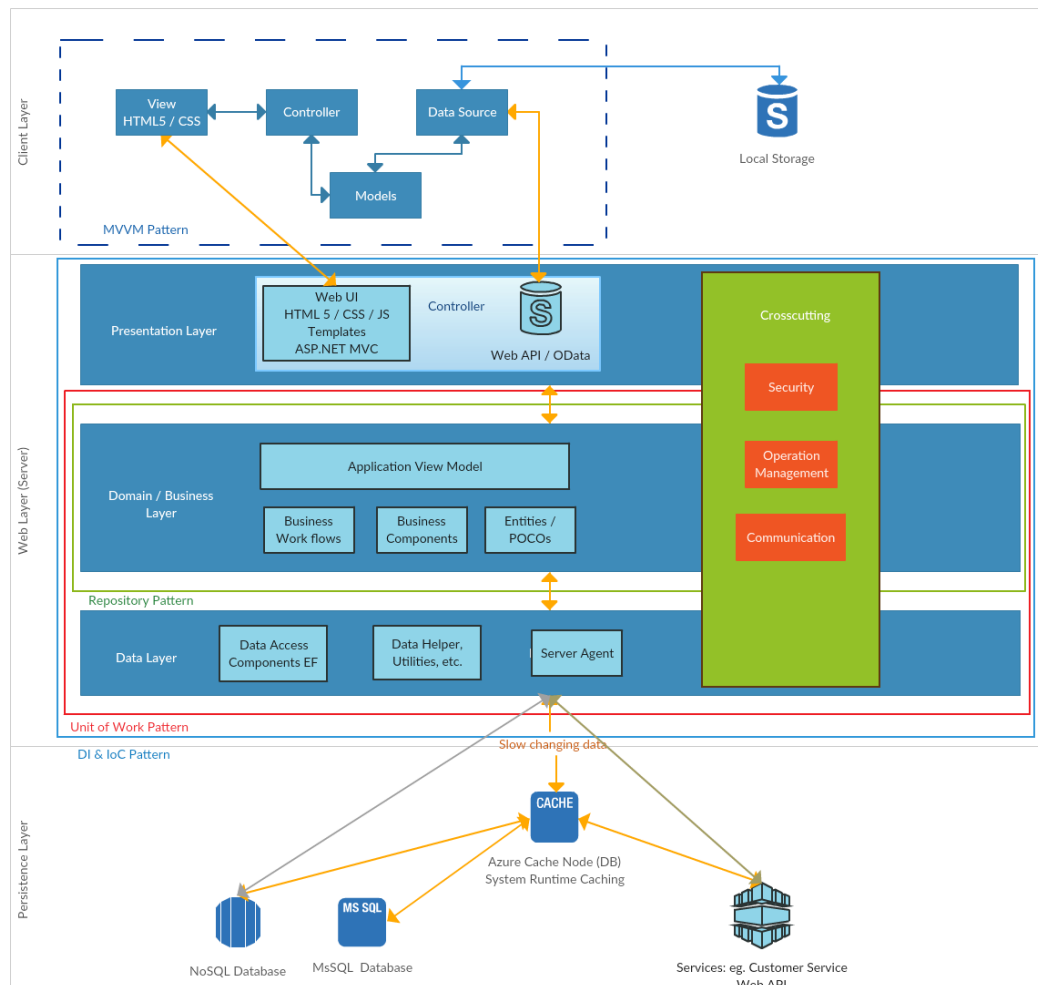 Client Layer
View
HTML5 / CSS
Controller
Data Source
Models
MVVM Pattern
Local Storage
Web Layer (Server)
Presentation Layer
Web UI
HTML 5 / CSS / JS
Templates
ASP.NET MVC
Controller
Web API / OData
Crosscutting
Security
Operation
Management
Communication
Domain / Business
Layer
Application View Model
Business
Work flows
Business
Components
Entities /
POCOs
Repository Pattern
Data Layer
Data Access
Components EF
Data Helper,
Utilities, etc.
Server Agent
Unit of Work Pattern
DI & IoC Pattern
Slow changing data
Persistence Layer
CACHE
Azure Cache Node (DB)
System Runtime Caching
MS SQL
NoSQL Database
MsSQL Database
Services: eg. Customer Service
Web API